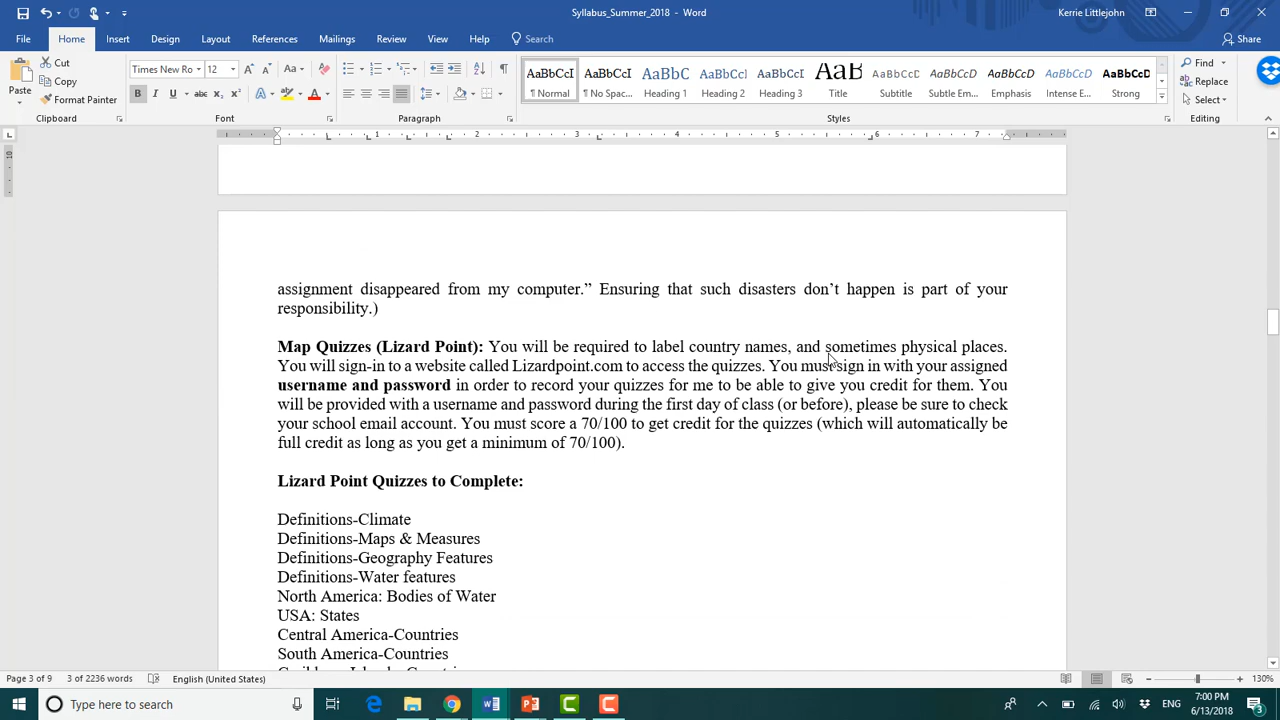 Syllabus_Summer_2018 - Word
Kerrie Littlejohn
File Home Insert Design Layout References Mailings Review View Help Search Share
Paste Cut Copy Format Painter
Times New Ro 12
AaBbCcI AaBbCcI AaBbC AaBbCcI AaBbCcI AaB AaBbCcI AaBbCcI AaBbCcI AaBbCcI AaBbCcI
¶ Normal ¶ No Spac... Heading 1 Heading 2 Heading 3 Title Subtitle Subtle Em... Emphasis Intense E... Strong
Find Replace Select
Clipboard Font Paragraph Styles Editing
1 2 3 4 5 6 7
assignment disappeared from my computer.” Ensuring that such disasters don’t happen is part of your
responsibility.)
Map Quizzes (Lizard Point): You will be required to label country names, and sometimes physical places.
You will sign-in to a website called Lizardpoint.com to access the quizzes. You must sign in with your assigned
username and password in order to record your quizzes for me to be able to give you credit for them. You
will be provided with a username and password during the first day of class (or before), please be sure to check
your school email account. You must score a 70/100 to get credit for the quizzes (which will automatically be
full credit as long as you get a minimum of 70/100).
Lizard Point Quizzes to Complete:
Definitions-Climate
Definitions-Maps & Measures
Definitions-Geography Features
Definitions-Water features
North America: Bodies of Water
USA: States
Central America-Countries
South America-Countries
Page 3 of 9 3 of 2236 words English (United States) 130%
Type here to search
ENG 7:00 PM
6/13/2018